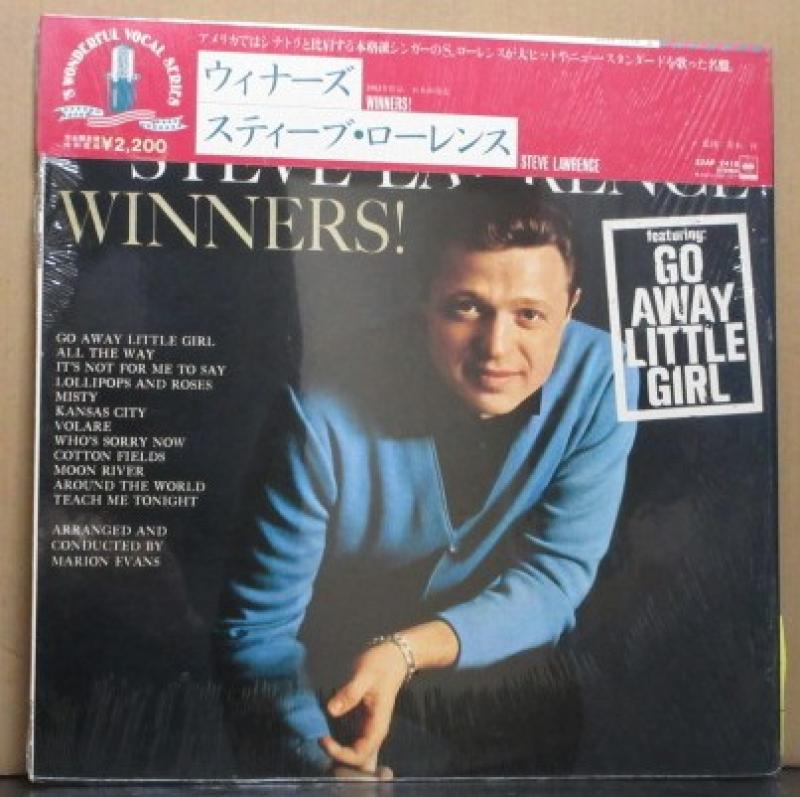 'S WONDERFUL VOCAL SERIES
アメリカではシナトラと比肩する本格派シンガーのS.ローレンスが大ヒットやニュー・スタンダードを歌った名盤。
ウィナーズ
WINNERS!
スティーブ・ローレンス
STEVE LAWRENCE
¥2,200
STEVE LAWRENCE
WINNERS!
featuring:
GO
AWAY
LITTLE
GIRL
GO AWAY LITTLE GIRL
ALL THE WAY
IT'S NOT FOR ME TO SAY
LOLLIPOPS AND ROSES
MISTY
KANSAS CITY
VOLARE
WHO'S SORRY NOW
COTTON FIELDS
MOON RIVER
AROUND THE WORLD
TEACH ME TONIGHT
ARRANGED AND
CONDUCTED BY
MARION EVANS